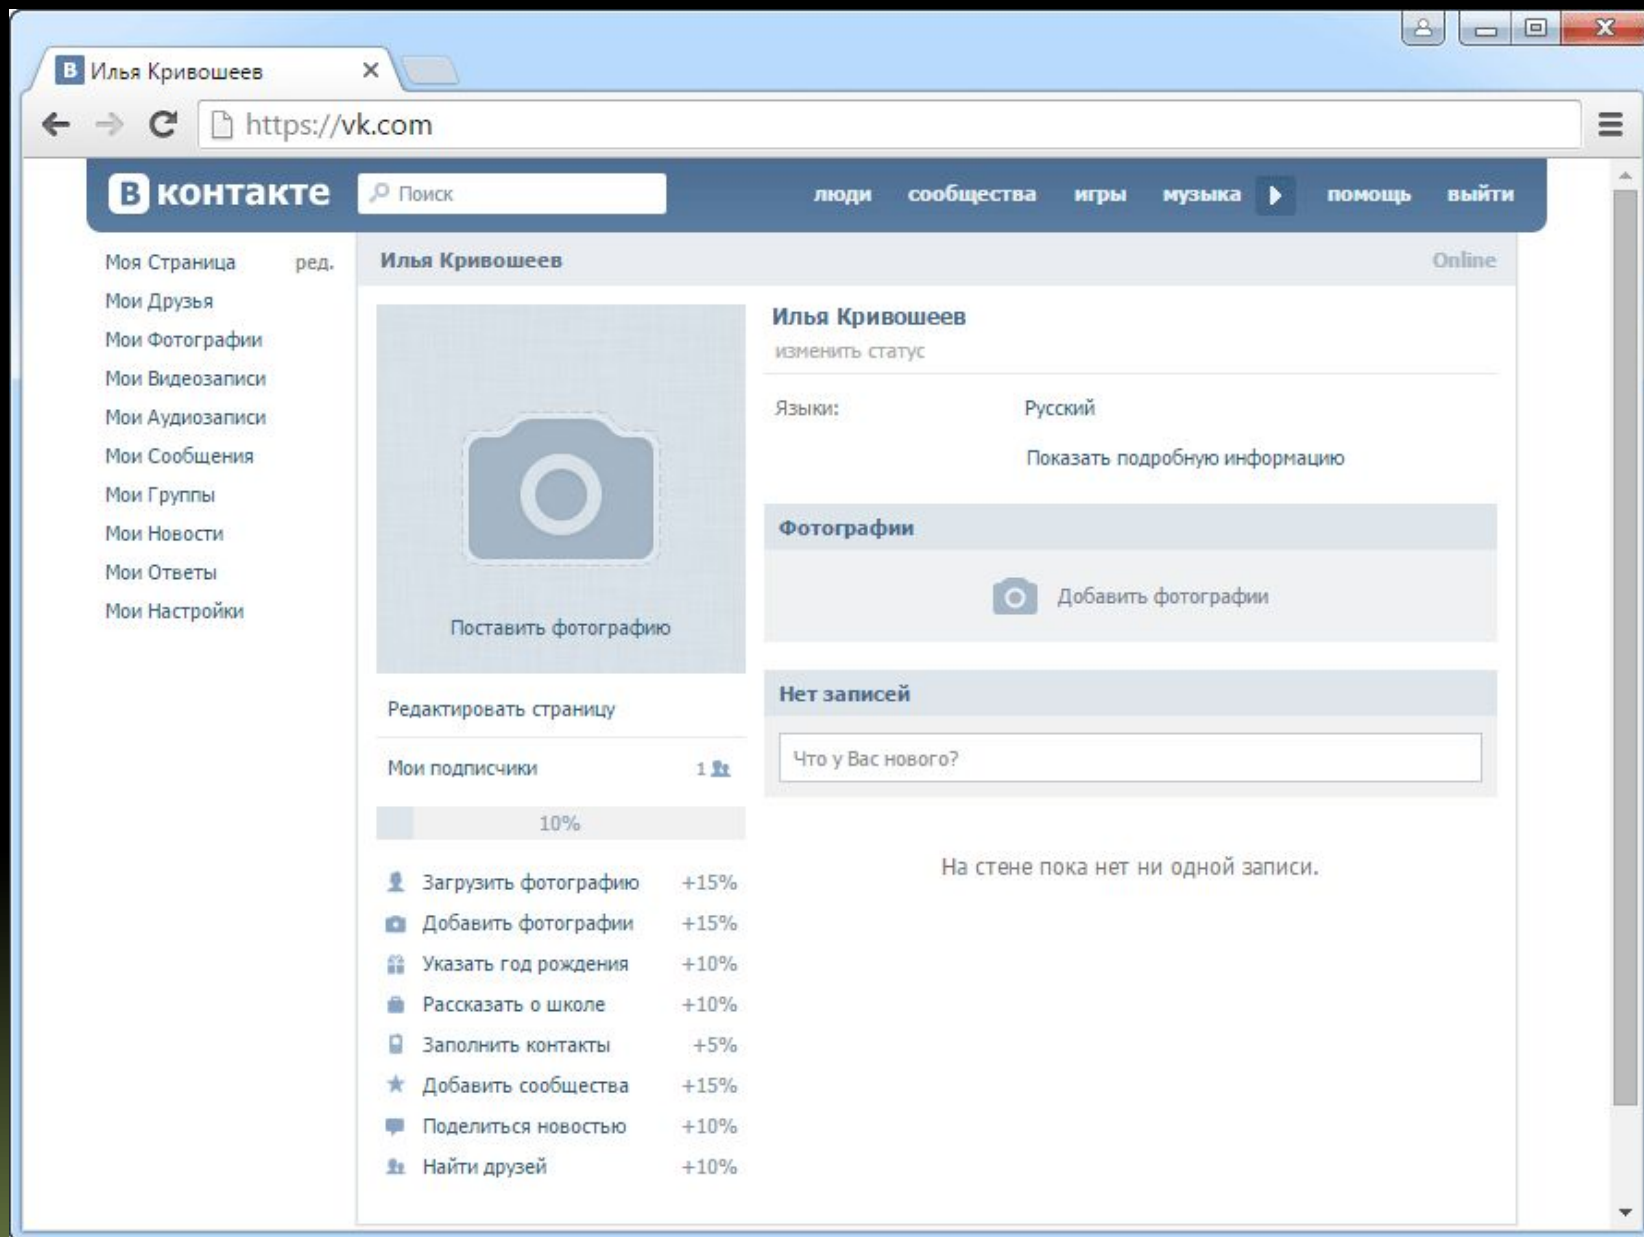 Илья Кривошеев
https://vk.com
В контакте Поиск люди сообщества игры музыка помощь выйти
Моя Страница ред.
Мои Друзья
Мои Фотографии
Мои Видеозаписи
Мои Аудиозаписи
Мои Сообщения
Мои Группы
Мои Новости
Мои Ответы
Мои Настройки
Илья Кривошеев Online
Поставить фотографию
Редактировать страницу
Мои подписчики 1
10%
Загрузить фотографию +15%
Добавить фотографии +15%
Указать год рождения +10%
Рассказать о школе +10%
Заполнить контакты +5%
Добавить сообщества +15%
Поделиться новостью +10%
Найти друзей +10%
Илья Кривошеев
изменить статус
Языки: Русский
Показать подробную информацию
Фотографии
Добавить фотографии
Нет записей
Что у Вас нового?
На стене пока нет ни одной записи.